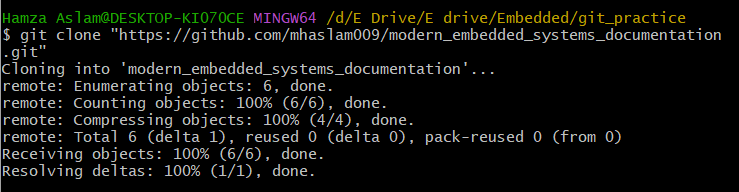 Hamza Aslam@DESKTOP-KI07OCE MINGW64 /d/E Drive/E drive/Embedded/git_practice
$ git clone "https://github.com/mhaslam009/modern_embedded_systems_documentation
.git"
Cloning into 'modern_embedded_systems_documentation'...
remote: Enumerating objects: 6, done.
remote: Counting objects: 100% (6/6), done.
remote: Compressing objects: 100% (4/4), done.
remote: Total 6 (delta 1), reused 0 (delta 0), pack-reused 0 (from 0)
Receiving objects: 100% (6/6), done.
Resolving deltas: 100% (1/1), done.